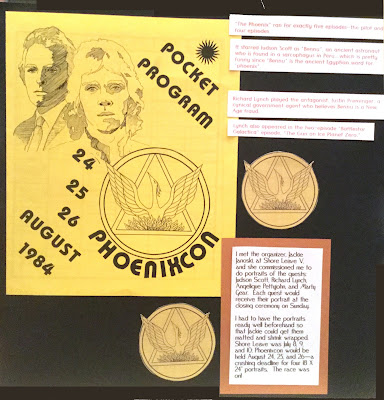 POCKET
PROGRAM
24
25
26
AUGUST
1984
PHOENIXCON
"The Phoenix" ran for exactly five episodes: the pilot and
four episodes.
It starred Judson Scott as "Bennu", an ancient astronaut
who is found in a sarcophagus in Peru, which is pretty
funny since "Bennu" is the ancient Egyptian word for
"phoenix".
Richard Lynch played the antagonist, Justin Preminger, a
cynical government agent who believes Bennu is a New
Age fraud.
Lynch also appeared in the two episode "Battlestar
Galactica" episode, "The Gun on Ice Planet Zero."
I met the organizer, Jackie
at Shore Leave V,
and she commissioned me to
do portraits of the guests:
Judson Scott, Richard Lynch,
Angelique Pettyjohn, and Marty
Gear. Each guest would
receive their portrait at the
closing ceremony on Sunday.
I had to have the portraits
ready well beforehand so
that Jackie could get them
matted and shrink wrapped.
Shore Leave was July 8, 9,
and 10. Phoenixcon would be
held August 24, 25, and 26—a
crushing deadline for four 18 X
24" portraits. The race was
on!